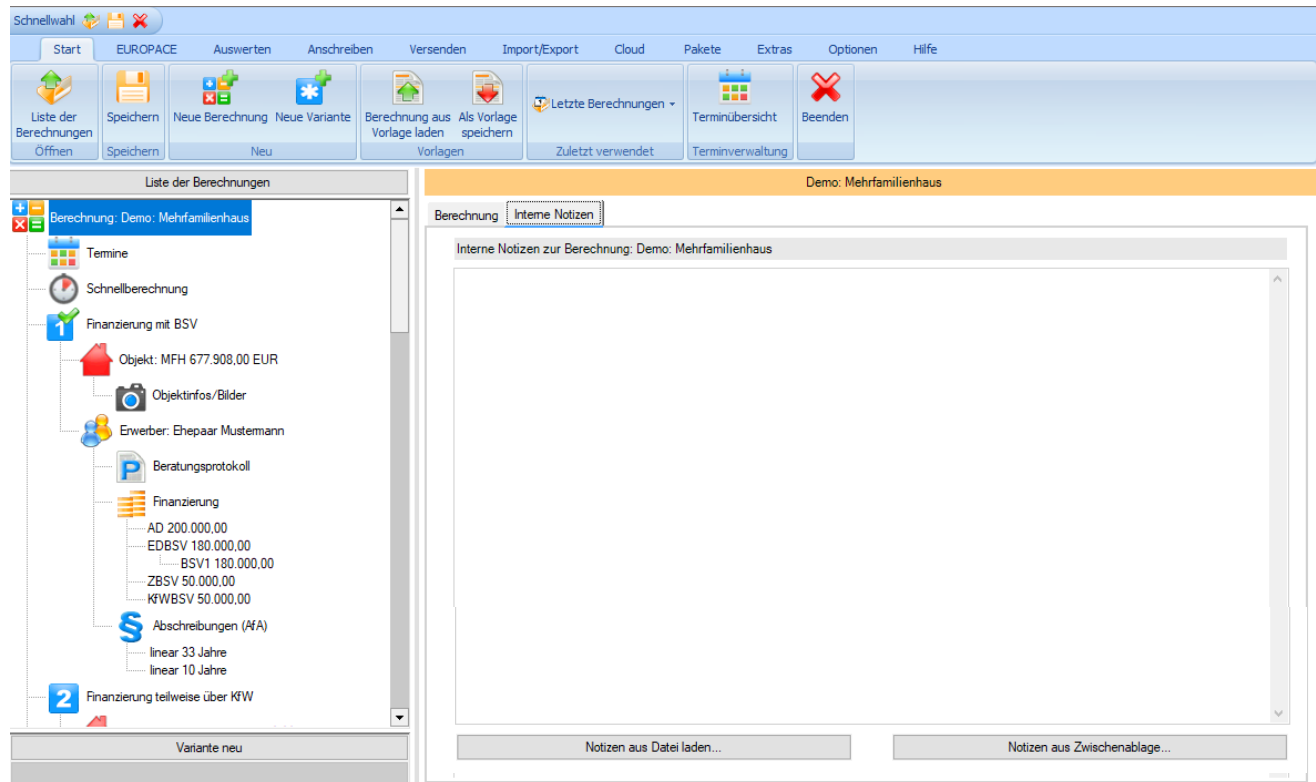 Schnellwahl
Start EUROPACE Auswerten Anschreiben Versenden Import/Export Cloud Pakete Extras Optionen Hilfe
Liste der Berechnungen
Speichern
Neue Berechnung
Neue Variante
Berechnung aus Vorlage laden
Als Vorlage speichern
Letzte Berechnungen
Terminübersicht
Beenden
Öffnen Speichern Neu Vorlagen Zuletzt verwendet Terminverwaltung
Liste der Berechnungen
Berechnung: Demo: Mehrfamilienhaus
Termine
Schnellberechnung
1 Finanzierung mit BSV
Objekt: MFH 677.908,00 EUR
Objektinfos/Bilder
Erwerber: Ehepaar Mustermann
P Beratungsprotokoll
Finanzierung
AD 200.000,00
EDBSV 180.000,00
BSV1 180.000,00
ZBSV 50.000,00
KfWBSV 50.000,00
§ Abschreibungen (AfA)
linear 33 Jahre
linear 10 Jahre
2 Finanzierung teilweise über KfW
Variante neu
Demo: Mehrfamilienhaus
Berechnung Interne Notizen
Interne Notizen zur Berechnung: Demo: Mehrfamilienhaus
Notizen aus Datei laden... Notizen aus Zwischenablage...